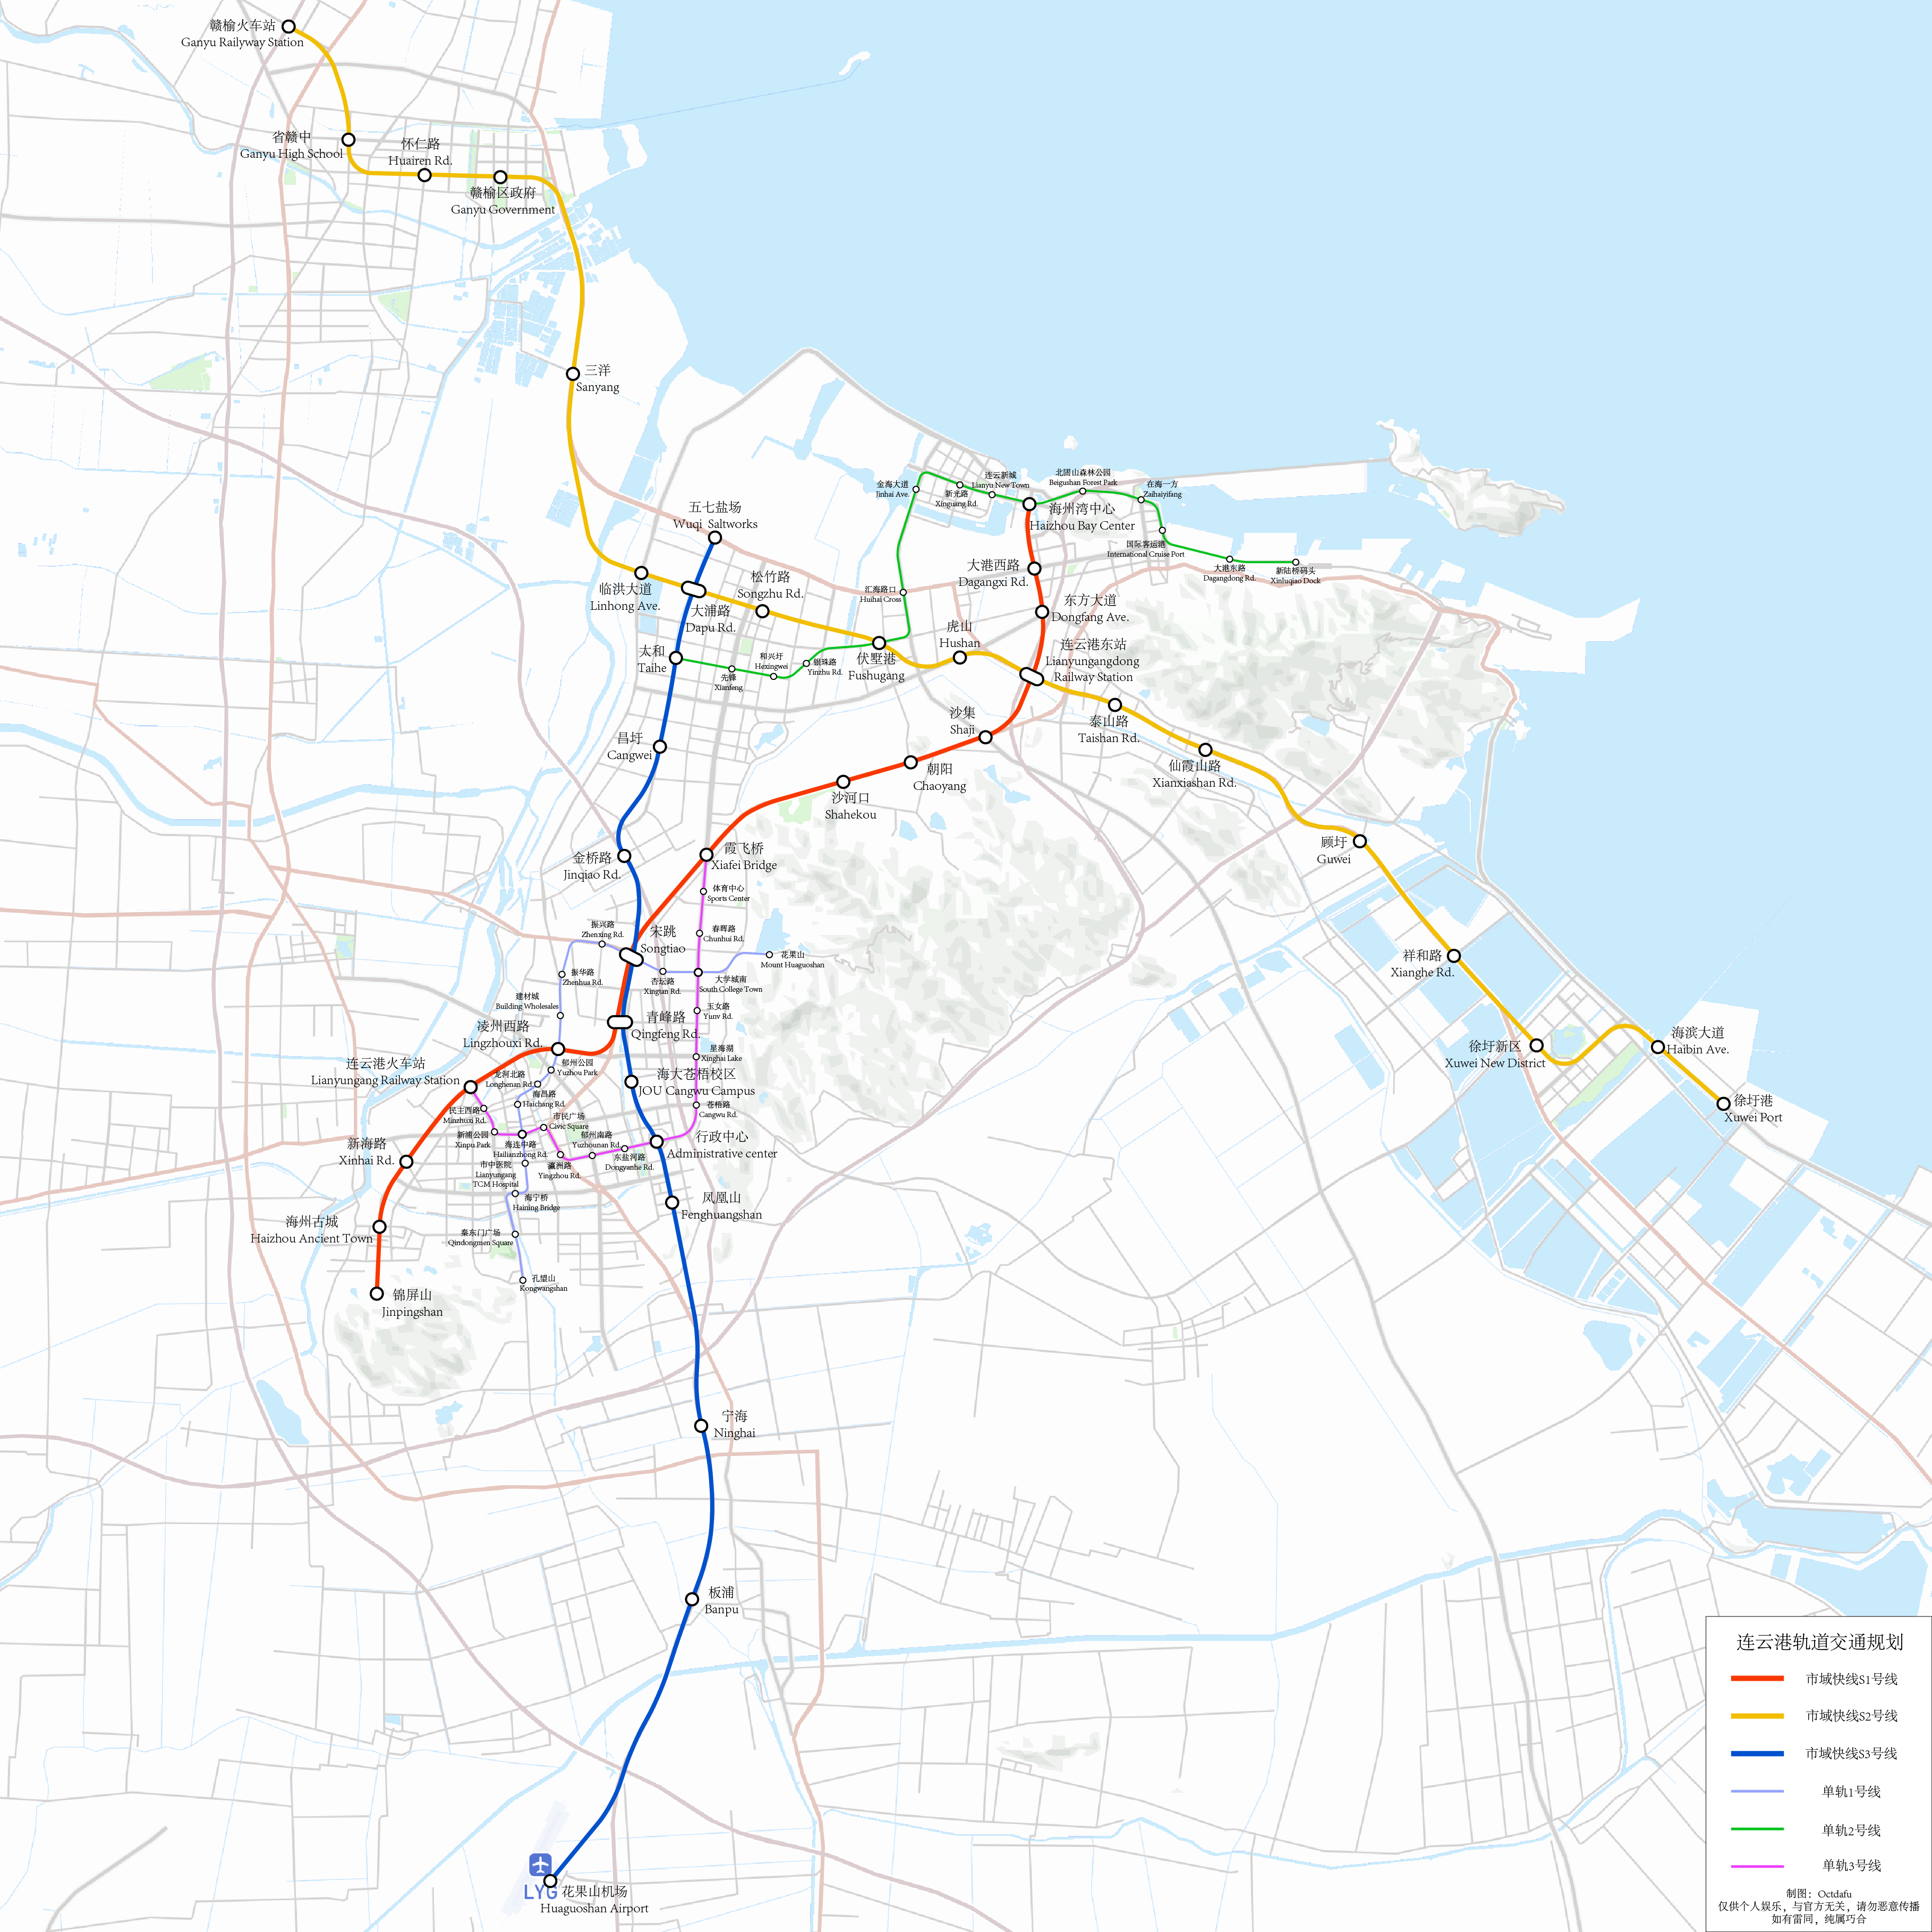 赣榆火车站
Ganyu Railyway Station
省赣中
Ganyu High School
怀仁路
Huairen Rd.
赣榆区政府
Ganyu Government
三洋
Sanyang
五七盐场
Wuqi Saltworks
临洪大道
Linhong Ave.
大浦路
Dapu Rd.
松竹路
Songzhu Rd.
太和
Taihe
先锋
Xianfeng
和兴圩
Hexingwei
银珠路
Yinzhu Rd.
伏墅港
Fushugang
汇海路口
Huihai Cross
金海大道
Jinhai Ave.
新光路
Xinguang Rd.
连云新城
Lianyu New Town
海州湾中心
Haizhou Bay Center
北固山森林公园
Beigushan Forest Park
在海一方
Zaihaiyifang
国际客运港
International Cruise Port
大港东路
Dagangdong Rd.
新陆桥码头
Xinluqiao Dock
大港西路
Dagangxi Rd.
东方大道
Dongfang Ave.
虎山
Hushan
连云港东站
Lianyungangdong
Railway Station
泰山路
Taishan Rd.
仙霞山路
Xianxiashan Rd.
沙集
Shaji
朝阳
Chaoyang
沙河口
Shahekou
昌圩
Cangwei
金桥路
Jinqiao Rd.
霞飞桥
Xiafei Bridge
体育中心
Sports Center
春晖路
Chunhui Rd.
顾圩
Guwei
祥和路
Xianghe Rd.
徐圩新区
Xuwei New District
海滨大道
Haibin Ave.
徐圩港
Xuwei Port
振兴路
Zhenxing Rd.
宋跳
Songtiao
花果山
Mount Huaguoshan
振华路
Zhenhua Rd.
杏坛路
Xingtan Rd.
大学城南
South College Town
建材城
Building Wholesales
玉女路
Yunv Rd.
青峰路
Qingfeng Rd.
凌州西路
Lingzhouxi Rd.
星海湖
Xinghai Lake
连云港火车站
Lianyungang Railway Station
郁州公园
Yuzhou Park
龙河北路
Longhenan Rd.
海大苍梧校区
JOU Cangwu Campus
海昌路
Haichang Rd.
苍梧路
Cangwu Rd.
民主西路
Minzhuxi Rd.
市民广场
Civic Square
新浦公园
Xinpu Park
海连中路
Hailianzhong Rd.
郁州南路
Yuzhounan Rd.
行政中心
Administrative center
新海路
Xinhai Rd.
市中医院
Lianyungang
TCM Hospital
瀛洲路
Yingzhou Rd.
东盐河路
Dongyanhe Rd.
海宁桥
Haining Bridge
凤凰山
Fenghuangshan
海州古城
Haizhou Ancient Town
秦东门广场
Qindongmen Square
孔望山
Kongwangshan
锦屏山
Jinpingshan
宁海
Ninghai
板浦
Banpu
LYG
花果山机场
Huaguoshan Airport
连云港轨道交通规划
市域快线S1号线
市域快线S2号线
市域快线S3号线
单轨1号线
单轨2号线
单轨3号线
制图：Octdafu
仅供个人娱乐，与官方无关，请勿恶意传播
如有雷同，纯属巧合